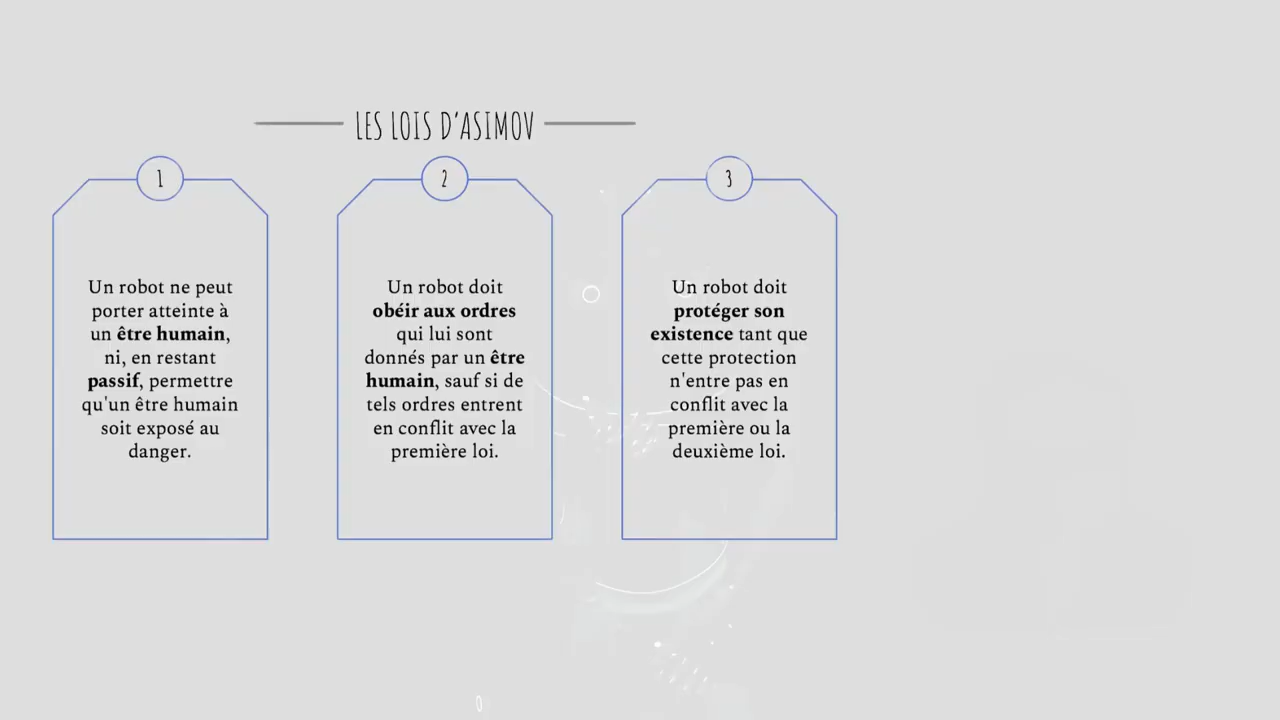 LES LOIS D'ASIMOV
1
Un robot ne peut
porter atteinte à
un être humain,
ni, en restant
passif, permettre
qu'un être humain
soit exposé au
danger.
2
Un robot doit
obéir aux ordres
qui lui sont
donnés par un être
humain, sauf si de
tels ordres entrent
en conflit avec la
première loi.
3
Un robot doit
protéger son
existence tant que
cette protection
n'entre pas en
conflit avec la
première ou la
deuxième loi.